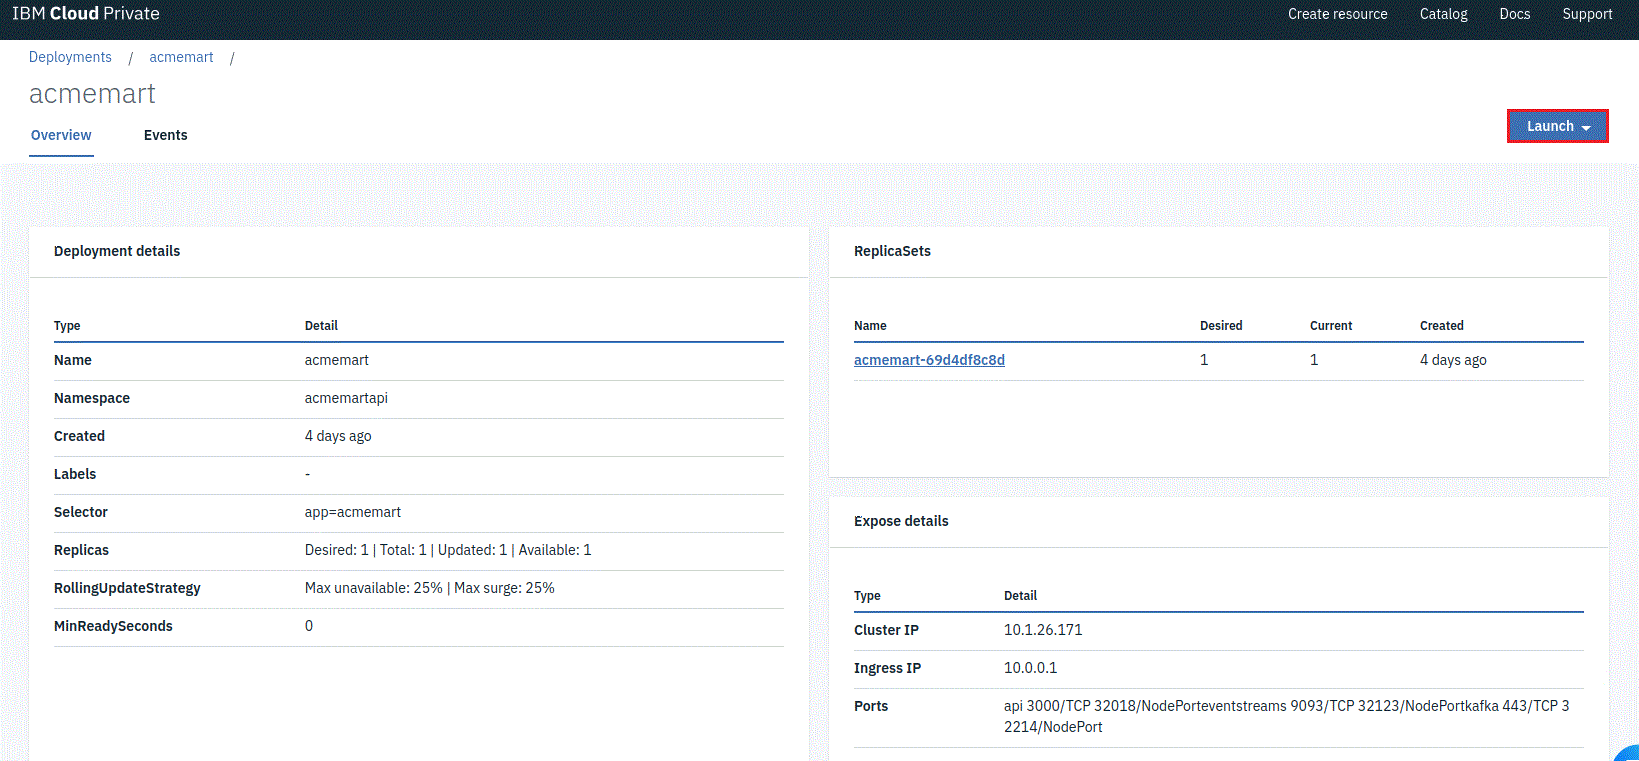 IBM Cloud Private
Create resource Catalog Docs Support
Deployments / acmemart /
acmemart
Overview Events
Launch
Deployment details
Type Detail
Name acmemart
Namespace acmemartapi
Created 4 days ago
Labels -
Selector app=acmemart
Replicas Desired: 1 | Total: 1 | Updated: 1 | Available: 1
RollingUpdateStrategy Max unavailable: 25% | Max surge: 25%
MinReadySeconds 0
ReplicaSets
Name Desired Current Created
acmemart-69d4df8c8d 1 1 4 days ago
Expose details
Type Detail
Cluster IP 10.1.26.171
Ingress IP 10.0.0.1
Ports api 3000/TCP 32018/NodePorteventstreams 9093/TCP 32123/NodePortkafka 443/TCP 3
2214/NodePort